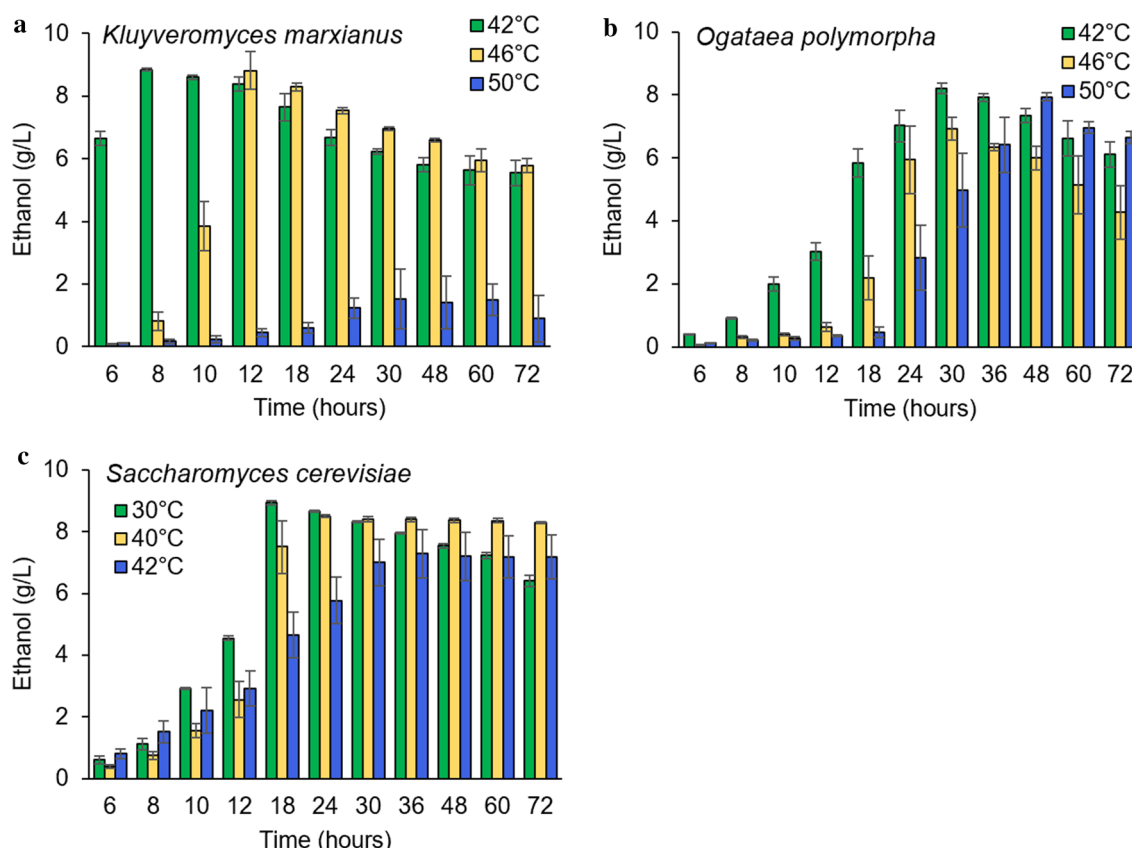 a
Kluyveromyces marxianus
42°C
46°C
50°C
10
8
6
4
2
0
Ethanol (g/L)
6 8 10 12 18 24 30 48 60 72
Time (hours)
b
Ogataea polymorpha
42°C
46°C
50°C
10
8
6
4
2
0
Ethanol (g/L)
6 8 10 12 18 24 30 36 48 60 72
Time (hours)
c
Saccharomyces cerevisiae
30°C
40°C
42°C
10
8
6
4
2
0
Ethanol (g/L)
6 8 10 12 18 24 30 36 48 60 72
Time (hours)